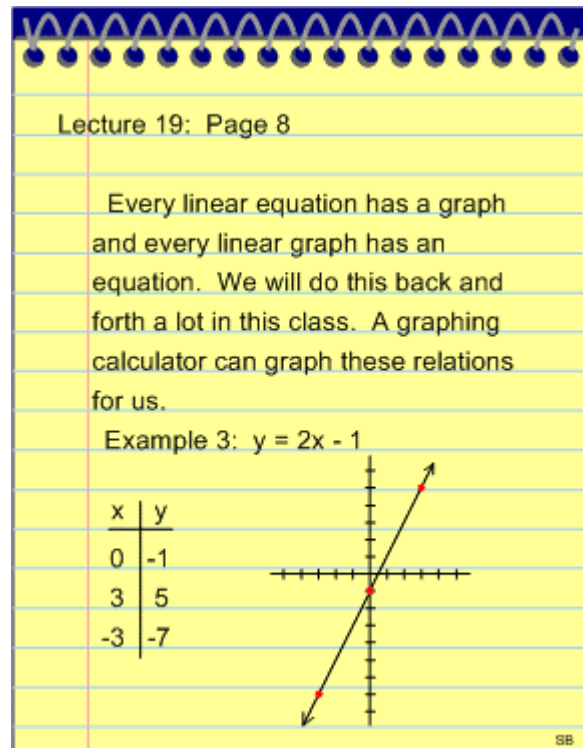 Lecture 19: Page 8
Every linear equation has a graph
and every linear graph has an
equation. We will do this back and
forth a lot in this class. A graphing
calculator can graph these relations
for us.
Example 3: y = 2x - 1
x y
0 -1
3 5
-3 -7
SB